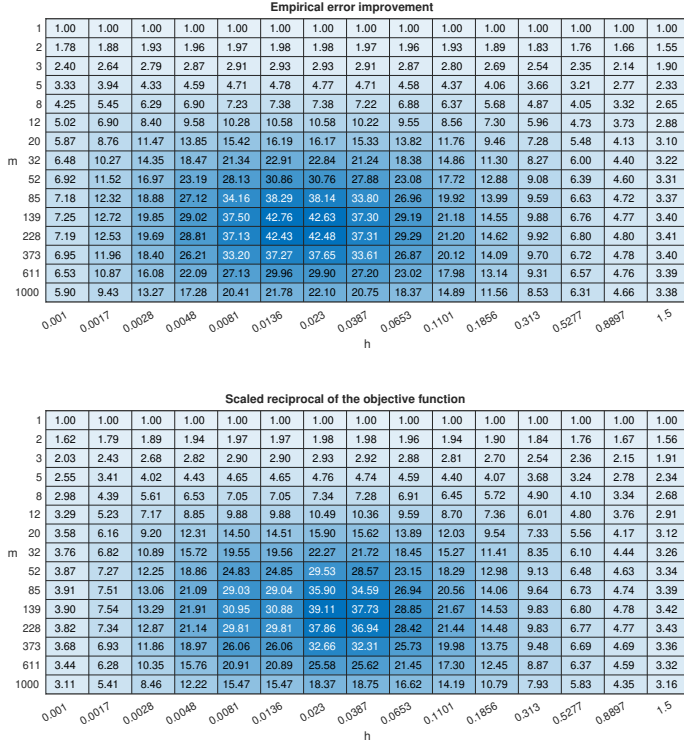 Empirical error improvement
1 1.00 1.00 1.00 1.00 1.00 1.00 1.00 1.00 1.00 1.00 1.00 1.00 1.00 1.00 1.00
2 1.78 1.88 1.93 1.96 1.97 1.98 1.98 1.97 1.96 1.93 1.89 1.83 1.76 1.66 1.55
3 2.40 2.64 2.79 2.87 2.91 2.93 2.93 2.91 2.87 2.80 2.69 2.54 2.35 2.14 1.90
5 3.33 3.94 4.33 4.59 4.71 4.78 4.77 4.71 4.58 4.37 4.06 3.66 3.21 2.77 2.33
8 4.25 5.45 6.29 6.90 7.23 7.38 7.38 7.22 6.88 6.37 5.68 4.87 4.05 3.32 2.65
12 5.02 6.90 8.40 9.58 10.28 10.58 10.58 10.22 9.55 8.56 7.30 5.96 4.73 3.73 2.88
20 5.87 8.76 11.47 13.85 15.42 16.19 16.17 15.33 13.82 11.76 9.46 7.28 5.48 4.13 3.10
m 32 6.48 10.27 14.35 18.47 21.34 22.91 22.84 21.24 18.38 14.86 11.30 8.27 6.00 4.40 3.22
52 6.92 11.52 16.97 23.19 28.13 30.86 30.76 27.88 23.08 17.72 12.88 9.08 6.39 4.60 3.31
85 7.18 12.32 18.88 27.12 34.16 38.29 38.14 33.80 26.96 19.92 13.99 9.59 6.63 4.72 3.37
139 7.25 12.72 19.85 29.02 37.50 42.76 42.63 37.30 29.19 21.18 14.55 9.88 6.76 4.77 3.40
228 7.19 12.53 19.69 28.81 37.13 42.43 42.48 37.31 29.29 21.20 14.62 9.92 6.80 4.80 3.41
373 6.95 11.96 18.40 26.21 33.20 37.27 37.65 33.61 26.87 20.12 14.09 9.70 6.72 4.78 3.40
611 6.53 10.87 16.08 22.09 27.13 29.96 29.90 27.20 23.02 17.98 13.14 9.31 6.57 4.76 3.39
1000 5.90 9.43 13.27 17.28 20.41 21.78 22.10 20.75 18.37 14.89 11.56 8.53 6.31 4.66 3.38
0.001 0.0017 0.0028 0.0048 0.0081 0.0136 0.023 0.0387 0.0653 0.1101 0.1856 0.313 0.5277 0.8897 1.5
h
Scaled reciprocal of the objective function
1 1.00 1.00 1.00 1.00 1.00 1.00 1.00 1.00 1.00 1.00 1.00 1.00 1.00 1.00 1.00
2 1.62 1.79 1.89 1.94 1.97 1.97 1.98 1.98 1.96 1.94 1.90 1.84 1.76 1.67 1.56
3 2.03 2.43 2.68 2.82 2.90 2.90 2.93 2.92 2.88 2.81 2.70 2.54 2.36 2.15 1.91
5 2.55 3.41 4.02 4.43 4.65 4.65 4.76 4.74 4.59 4.40 4.07 3.68 3.24 2.78 2.34
8 2.98 4.39 5.61 6.53 7.05 7.05 7.34 7.28 6.91 6.45 5.72 4.90 4.10 3.34 2.68
12 3.29 5.23 7.17 8.85 9.88 9.88 10.49 10.36 9.59 8.70 7.36 6.01 4.80 3.76 2.91
20 3.58 6.16 9.20 12.31 14.50 14.51 15.90 15.62 13.89 12.03 9.54 7.33 5.56 4.17 3.12
m 32 3.76 6.82 10.89 15.72 19.55 19.56 22.27 21.72 18.45 15.27 11.41 8.35 6.10 4.44 3.26
52 3.87 7.27 12.25 18.86 24.83 24.85 29.53 28.57 23.15 18.29 12.98 9.13 6.48 4.63 3.34
85 3.91 7.51 13.06 21.09 29.03 29.04 35.90 34.59 26.94 20.56 14.06 9.64 6.73 4.74 3.39
139 3.90 7.54 13.29 21.91 30.95 30.88 39.11 37.73 28.85 21.67 14.53 9.83 6.80 4.78 3.42
228 3.82 7.34 12.87 21.14 29.81 29.81 37.86 36.94 28.42 21.44 14.48 9.83 6.77 4.77 3.43
373 3.68 6.93 11.86 18.97 26.06 26.06 32.66 32.31 25.73 19.98 13.75 9.48 6.69 4.69 3.36
611 3.44 6.28 10.35 15.76 20.91 20.89 25.58 25.62 21.45 17.30 12.45 8.87 6.37 4.59 3.32
1000 3.11 5.41 8.46 12.22 15.47 15.47 18.37 18.75 16.62 14.19 10.79 7.93 5.83 4.35 3.16
0.001 0.0017 0.0028 0.0048 0.0081 0.0136 0.023 0.0387 0.0653 0.1101 0.1856 0.313 0.5277 0.8897 1.5
h